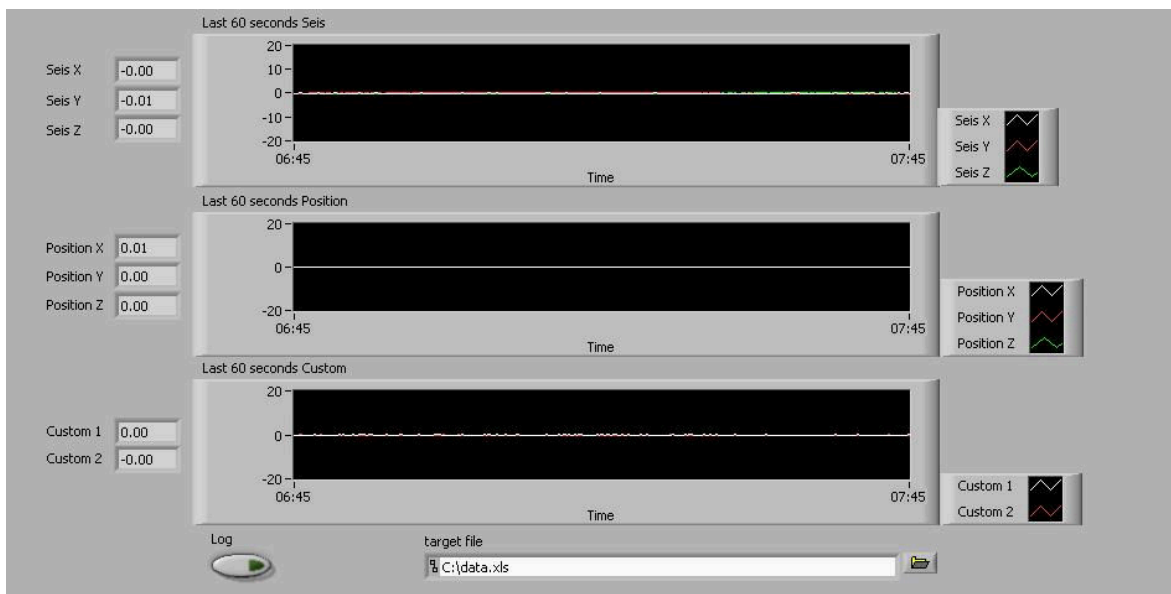 Last 60 seconds Seis
Seis X -0.00
Seis Y -0.01
Seis Z -0.00
20
10
0
-10
-20
06:45
07:45
Time
Seis X
Seis Y
Seis Z
Last 60 seconds Position
Position X 0.01
Position Y 0.00
Position Z 0.00
20
0
-20
06:45
07:45
Time
Position X
Position Y
Position Z
Last 60 seconds Custom
Custom 1 0.00
Custom 2 -0.00
20
0
-20
06:45
07:45
Time
Custom 1
Custom 2
Log
target file
C:\data.xls